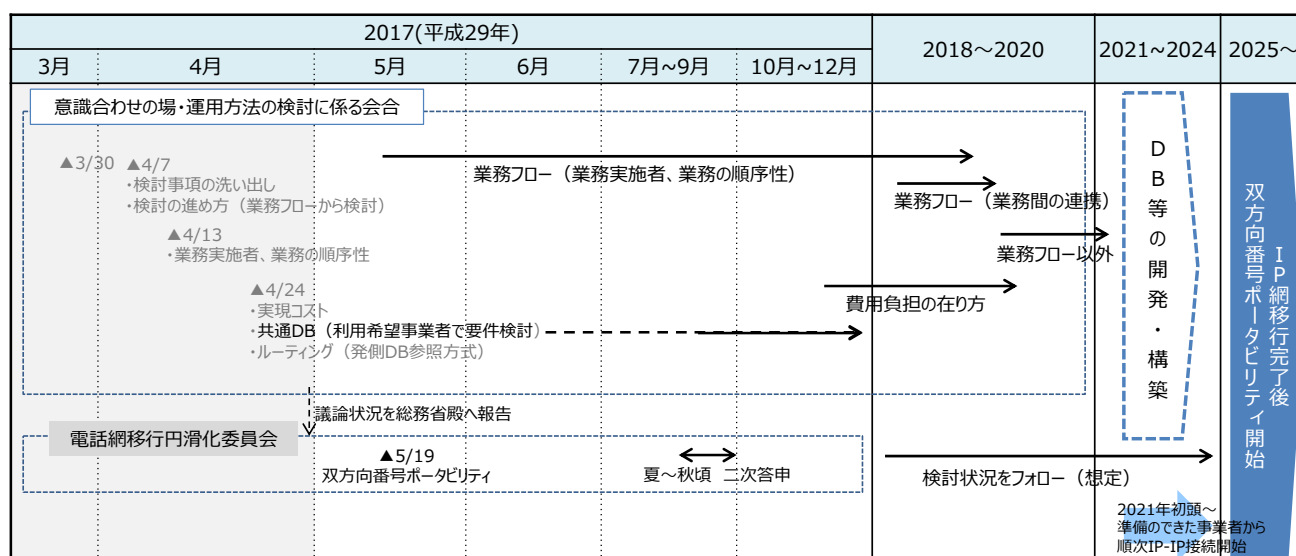 2017(平成29年)
2018～2020
2021~2024
2025～
3月
4月
5月
6月
7月~9月
10月~12月
意識合わせの場・運用方法の検討に係る会合
▲3/30
▲4/7
・検討事項の洗い出し
・検討の進め方（業務フローから検討）
▲4/13
・業務実施者、業務の順序性
▲4/24
・実現コスト
・共通DB（利用希望事業者で要件検討）
・ルーティング（発側DB参照方式）
業務フロー（業務実施者、業務の順序性）
業務フロー（業務間の連携）
業務フロー以外
費用負担の在り方
DB等の開発・構築
IP網移行完了後
双方向番号ポータビリティ開始
議論状況を総務省殿へ報告
電話網移行円滑化委員会
▲5/19
双方向番号ポータビリティ
夏～秋頃 二次答申
検討状況をフォロー（想定）
2021年初頭～
準備のできた事業者から
順次IP-IP接続開始